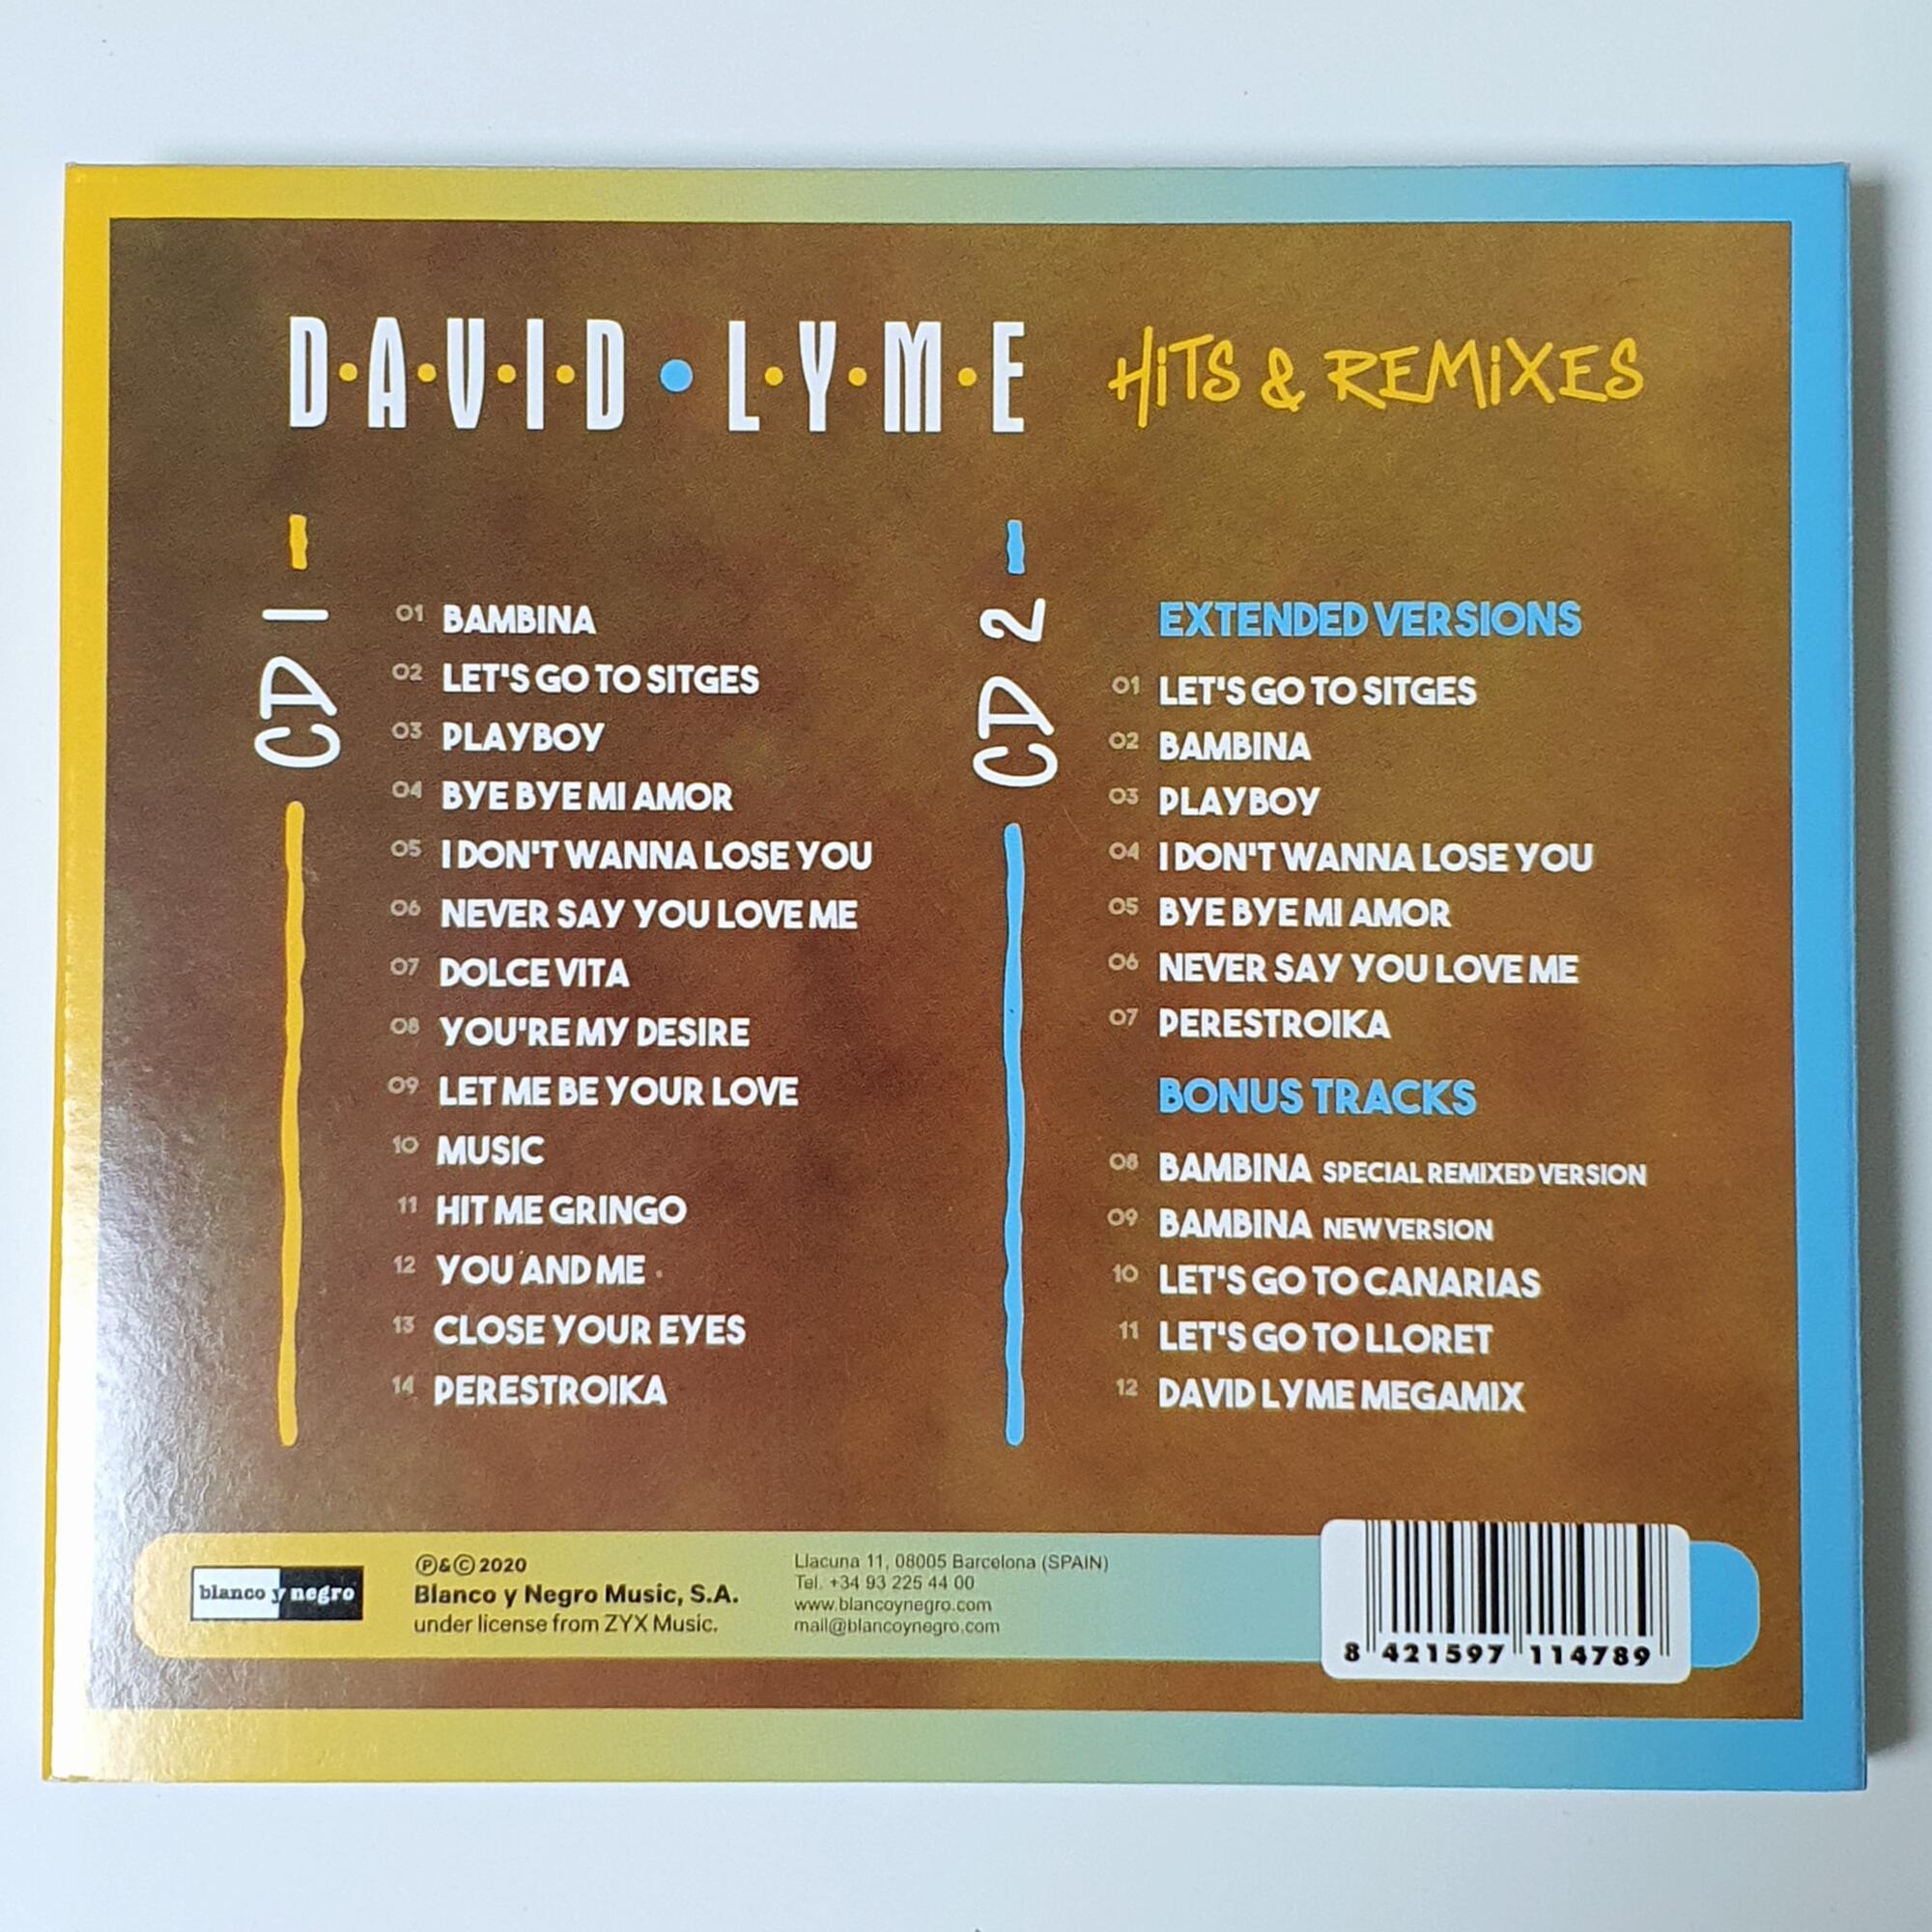 D·A·V·I·D · L·Y·M·E HiTS & REMiXES
CD 1
01 BAMBINA
02 LET'S GO TO SITGES
03 PLAYBOY
04 BYE BYE MI AMOR
05 I DON'T WANNA LOSE YOU
06 NEVER SAY YOU LOVE ME
07 DOLCE VITA
08 YOU'RE MY DESIRE
09 LET ME BE YOUR LOVE
10 MUSIC
11 HIT ME GRINGO
12 YOU AND ME
13 CLOSE YOUR EYES
14 PERESTROIKA
CD 2
EXTENDED VERSIONS
01 LET'S GO TO SITGES
02 BAMBINA
03 PLAYBOY
04 I DON'T WANNA LOSE YOU
05 BYE BYE MI AMOR
06 NEVER SAY YOU LOVE ME
07 PERESTROIKA
BONUS TRACKS
08 BAMBINA SPECIAL REMIXED VERSION
09 BAMBINA NEW VERSION
10 LET'S GO TO CANARIAS
11 LET'S GO TO LLORET
12 DAVID LYME MEGAMIX
blanco y negro
℗&© 2020
Blanco y Negro Music, S.A.
under license from ZYX Music.
Llacuna 11, 08005 Barcelona (SPAIN)
Tel. +34 93 225 44 00
www.blancoynegro.com
mail@blancoynegro.com
8 421597 114789